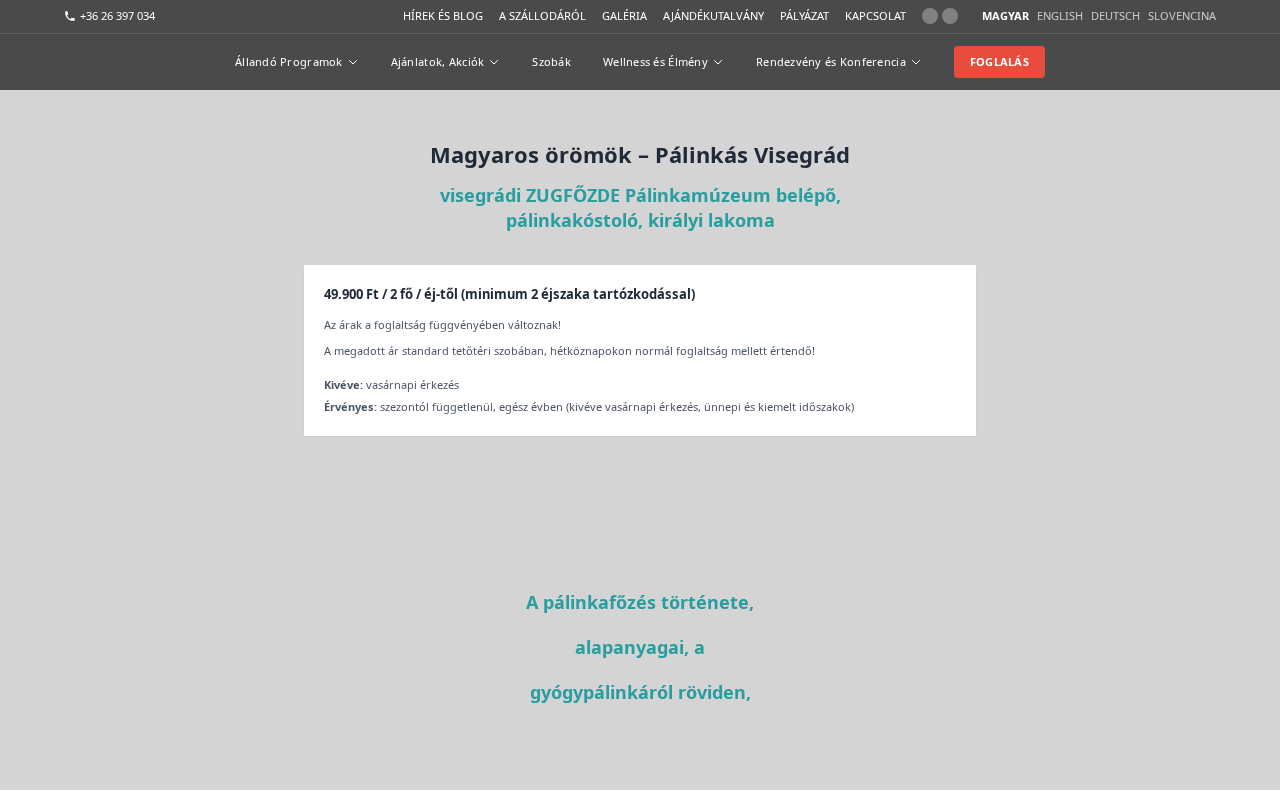 +36 26 397 034
HÍREK ÉS BLOG A SZÁLLODÁRÓL GALÉRIA AJÁNDÉKUTALVÁNY PÁLYÁZAT KAPCSOLAT MAGYAR ENGLISH DEUTSCH SLOVENCINA
Állandó Programok Ajánlatok, Akciók Szobák Wellness és Élmény Rendezvény és Konferencia FOGLALÁS
Magyaros örömök – Pálinkás Visegrád
visegrádi ZUGFŐZDE Pálinkamúzeum belépő,
pálinkakóstoló, királyi lakoma
49.900 Ft / 2 fő / éj-től (minimum 2 éjszaka tartózkodással)
Az árak a foglaltság függvényében változnak!
A megadott ár standard tetőtéri szobában, hétköznapokon normál foglaltság mellett értendő!
Kivéve: vasárnapi érkezés
Érvényes: szezontól függetlenül, egész évben (kivéve vasárnapi érkezés, ünnepi és kiemelt időszakok)
A pálinkafőzés története,
alapanyagai, a
gyógypálinkáról röviden,